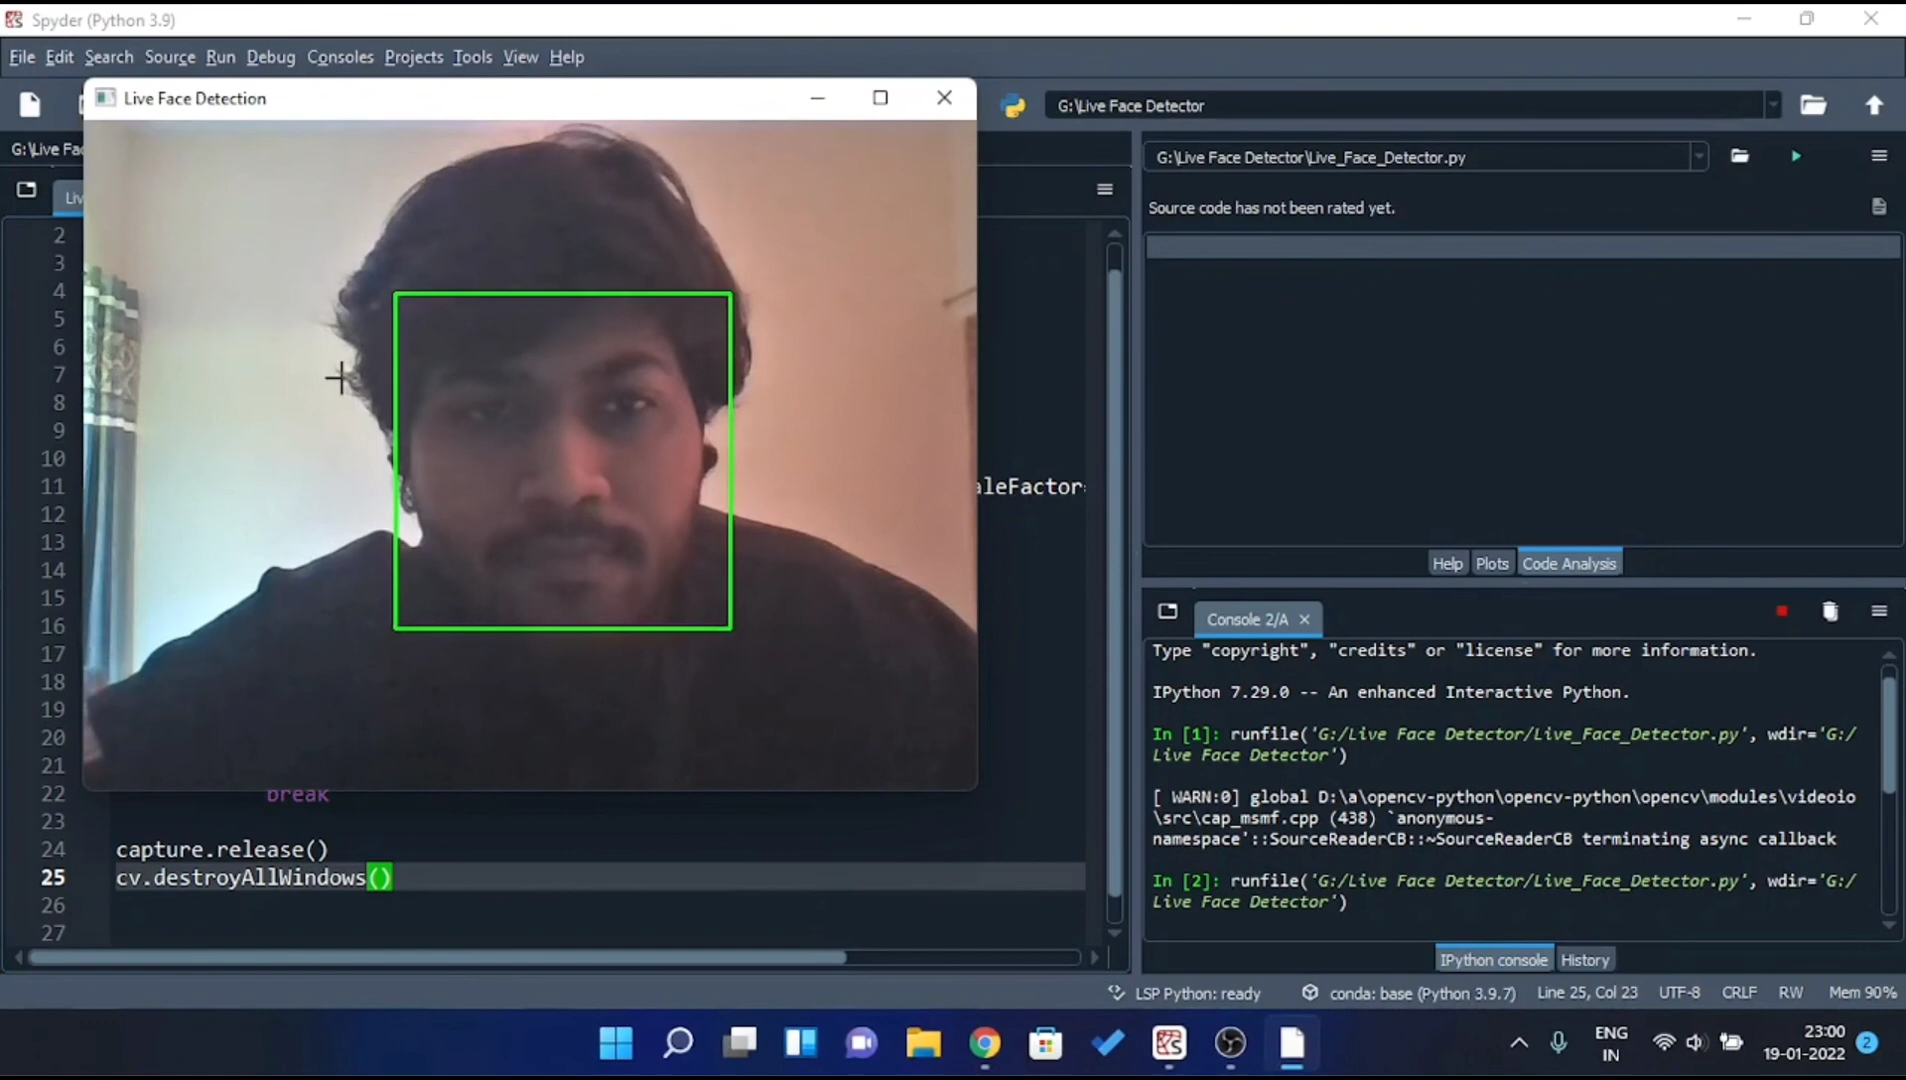 Spyder (Python 3.9)
File Edit Search Source Run Debug Consoles Projects Tools View Help
Live Face Detection
G:\Live Face Detector
G:\Live Fac
Liv
G:\Live Face Detector\Live_Face_Detector.py
Source code has not been rated yet.
2
3
4
5
6
7
8
9
10
11 aleFactor=
12
13
14
15
16
17
18
19
20
21
22 break
23
24 capture.release()
25 cv.destroyAllWindows()
26
27
Help Plots Code Analysis
Console 2/A
Type "copyright", "credits" or "license" for more information.
IPython 7.29.0 -- An enhanced Interactive Python.
In [1]: runfile('G:/Live Face Detector/Live_Face_Detector.py', wdir='G:/
Live Face Detector')
[ WARN:0] global D:\a\opencv-python\opencv-python\opencv\modules\videoio
\src\cap_msmf.cpp (438) `anonymous-
namespace'::SourceReaderCB::~SourceReaderCB terminating async callback
In [2]: runfile('G:/Live Face Detector/Live_Face_Detector.py', wdir='G:/
Live Face Detector')
IPython console History
LSP Python: ready conda: base (Python 3.9.7) Line 25, Col 23 UTF-8 CRLF RW Mem 90%
ENG
IN
23:00
19-01-2022
2